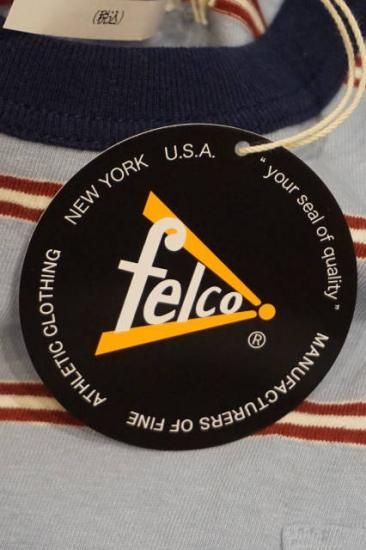 (税込)
NEW YORK U.S.A.
"your seal of quality"
felco
®
MANUFACTURERS OF FINE
ATHLETIC CLOTHING